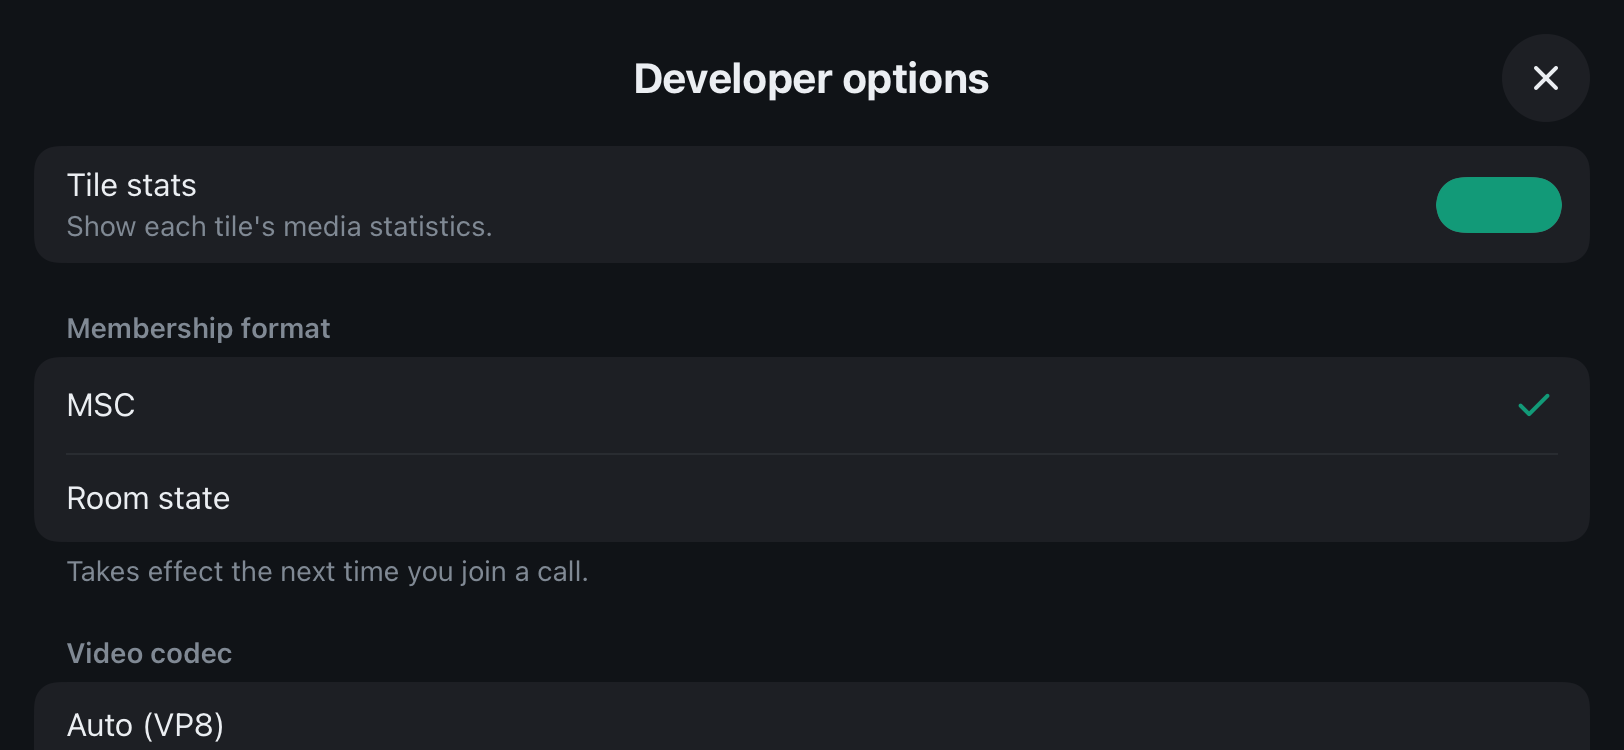 Developer options
Tile stats
Show each tile's media statistics.
Membership format
MSC
Room state
Takes effect the next time you join a call.
Video codec
Auto (VP8)